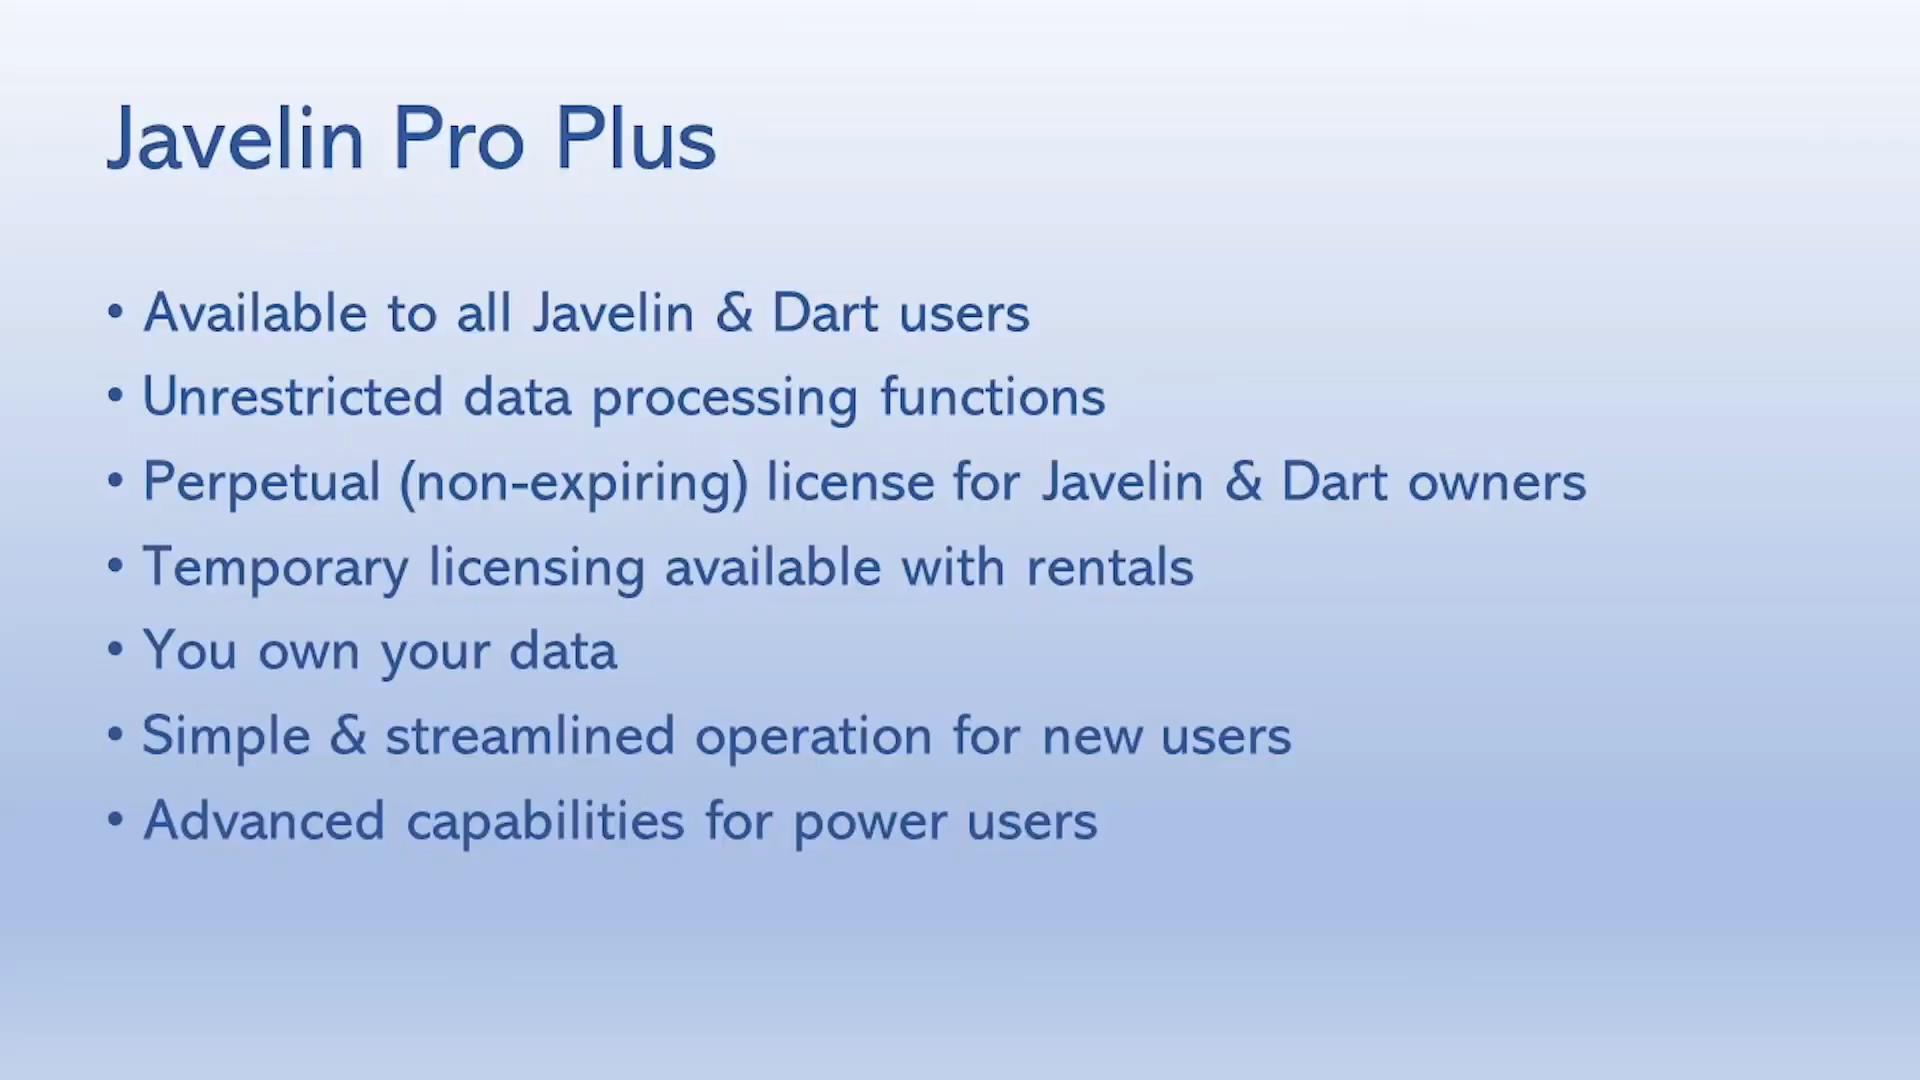 Javelin Pro Plus
• Available to all Javelin & Dart users
• Unrestricted data processing functions
• Perpetual (non-expiring) license for Javelin & Dart owners
• Temporary licensing available with rentals
• You own your data
• Simple & streamlined operation for new users
• Advanced capabilities for power users